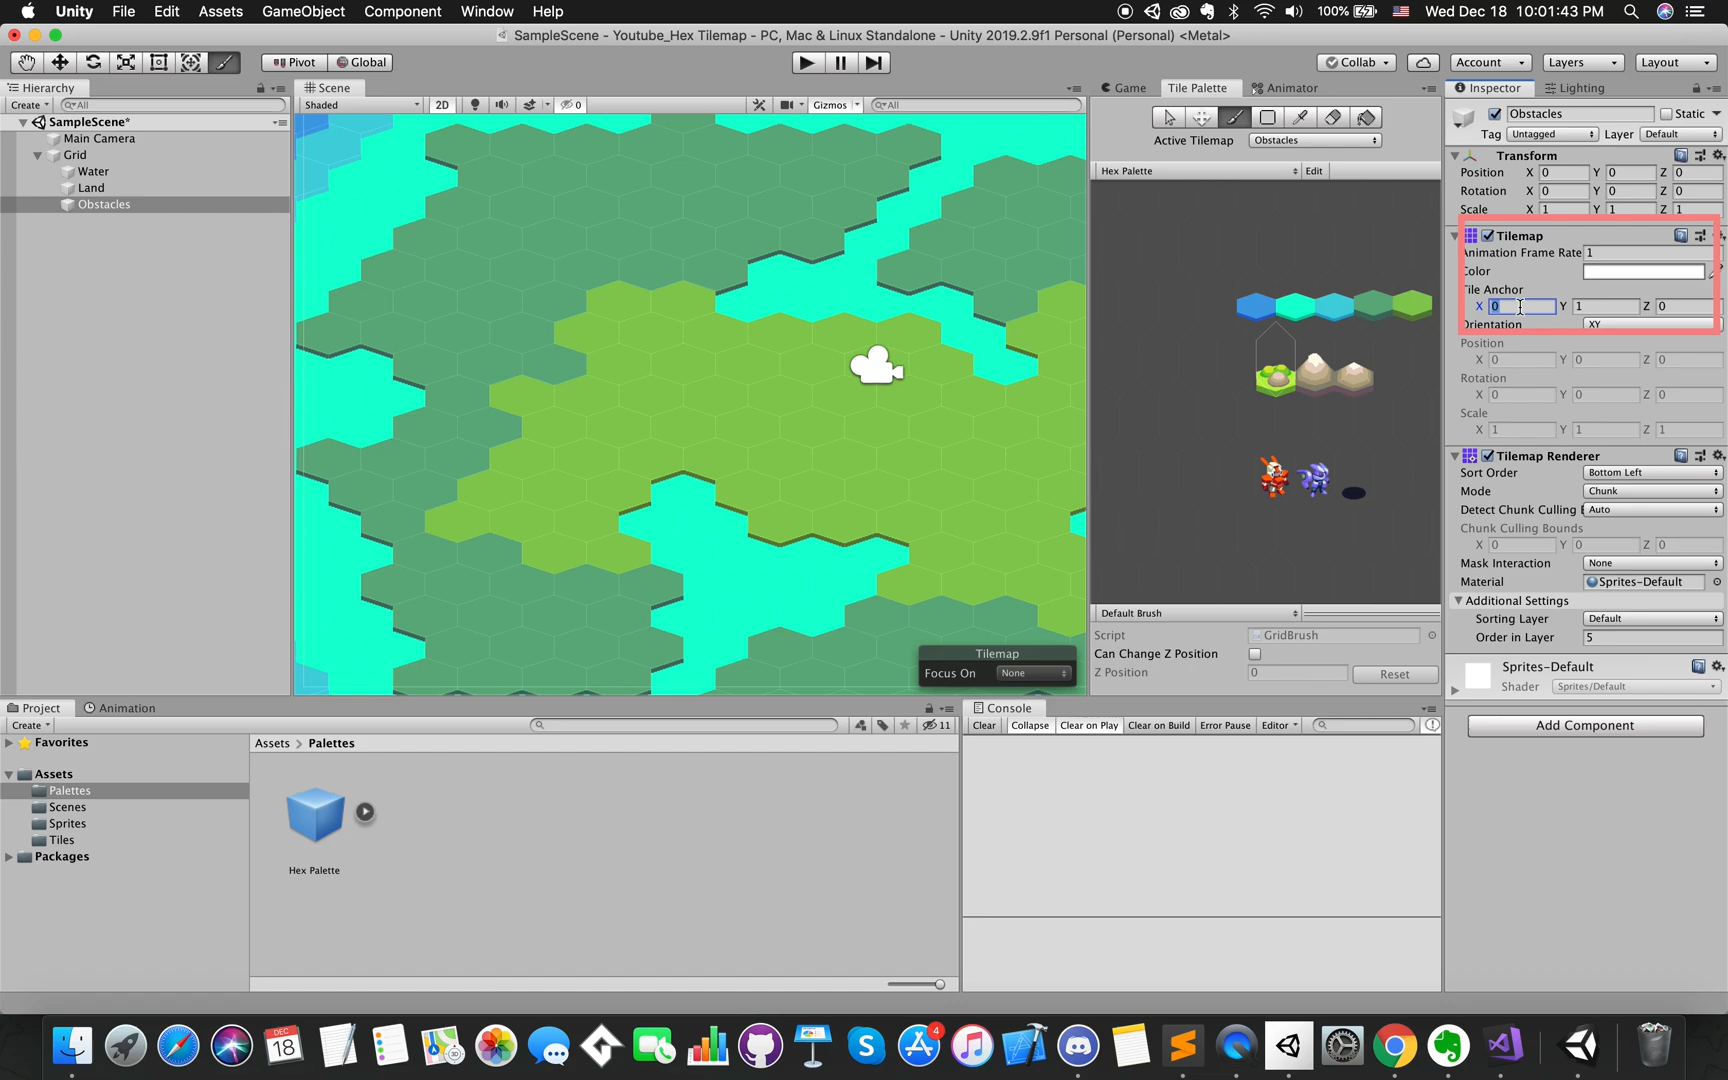 Unity File Edit Assets GameObject Component Window Help 100% Wed Dec 18 10:01:43 PM
SampleScene - Youtube_Hex Tilemap - PC, Mac & Linux Standalone - Unity 2019.2.9f1 Personal (Personal) <Metal>
Pivot Global Collab Account Layers Layout
Hierarchy
Create All
SampleScene*
Main Camera
Grid
Water
Land
Obstacles
Scene
Shaded 2D 0 Gizmos All
Tilemap
Focus On None
Game Tile Palette Animator
Active Tilemap Obstacles
Hex Palette Edit
Default Brush
Script GridBrush
Can Change Z Position
Z Position 0 Reset
Inspector Lighting
Obstacles Static
Tag Untagged Layer Default
Transform
Position X 0 Y 0 Z 0
Rotation X 0 Y 0 Z 0
Scale X 1 Y 1 Z 1
Tilemap
Animation Frame Rate 1
Color
Tile Anchor
X 0 Y 1 Z 0
Orientation XY
Position
X 0 Y 0 Z 0
Rotation
X 0 Y 0 Z 0
Scale
X 1 Y 1 Z 1
Tilemap Renderer
Sort Order Bottom Left
Mode Chunk
Detect Chunk Culling Auto
Chunk Culling Bounds
X 0 Y 0 Z 0
Mask Interaction None
Material Sprites-Default
Additional Settings
Sorting Layer Default
Order in Layer 5
Sprites-Default
Shader Sprites/Default
Add Component
Project Animation
Create 11
Favorites
Assets
Palettes
Scenes
Sprites
Tiles
Packages
Assets > Palettes
Hex Palette
Console
Clear Collapse Clear on Play Clear on Build Error Pause Editor
DEC
18
3D
4